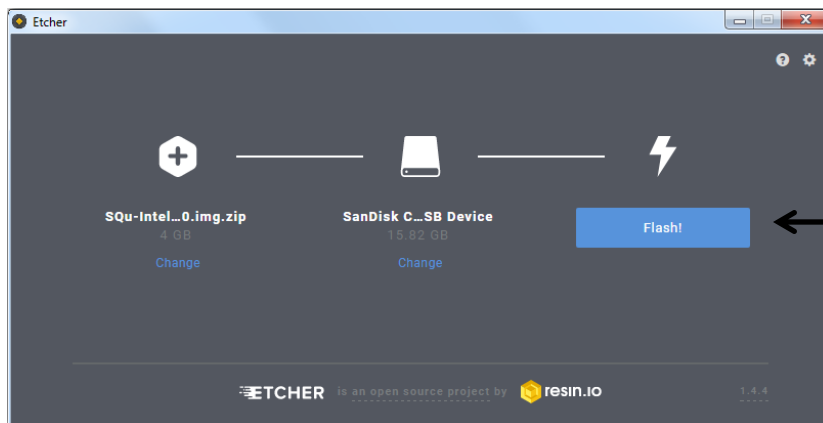 Etcher
SQu-Intel...0.img.zip
4 GB
Change
SanDisk C...SB Device
15.82 GB
Change
Flash!
ETCHER is an open source project by resin.io
1.4.4